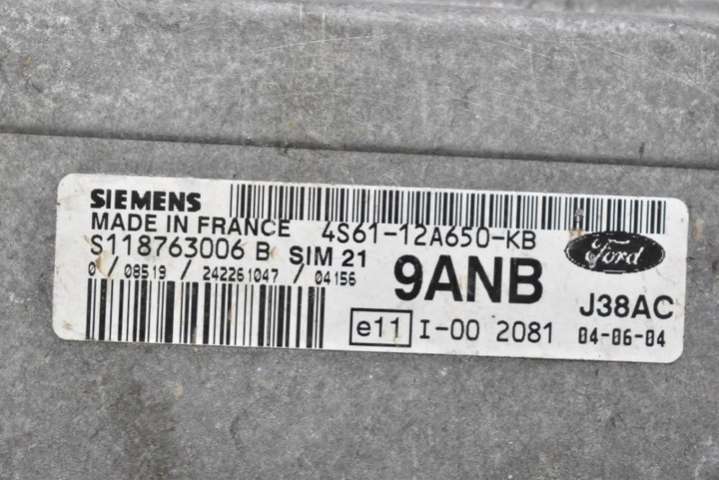 SIEMENS
MADE IN FRANCE 4S61-12A650-KB
S118763006 B SIM 21
0 / 08519 / 242261047 / 04156
9ANB
Ford
J38AC
e11 I-00 2081
04-06-04